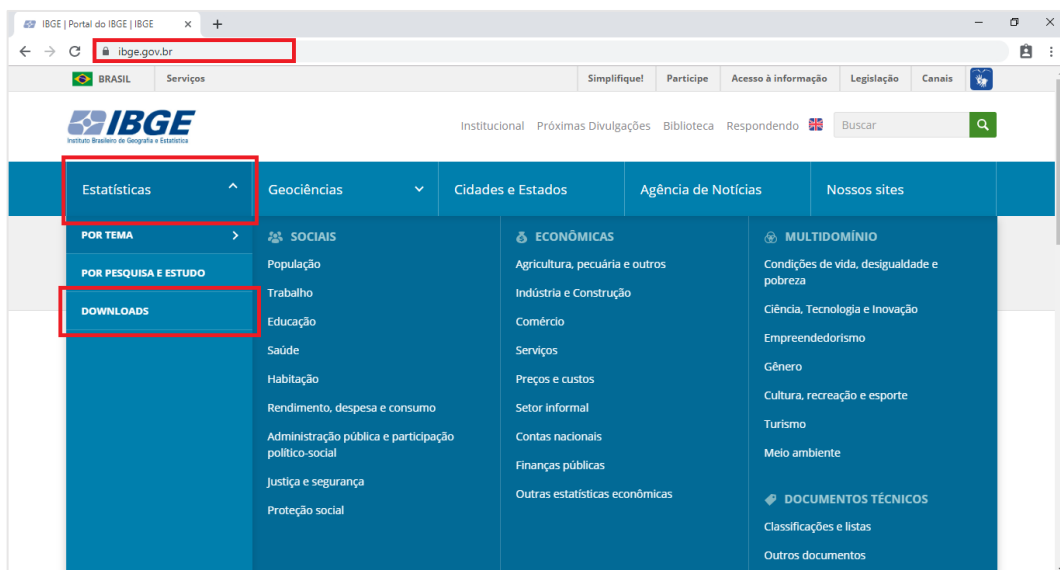 IBGE | Portal do IBGE | IBGE
ibge.gov.br
BRASIL Serviços Simplifique! Participe Acesso à informação Legislação Canais
IBGE
Instituto Brasileiro de Geografia e Estatística
Institucional Próximas Divulgações Biblioteca Respondendo Buscar
Estatísticas Geociências Cidades e Estados Agência de Notícias Nossos sites
POR TEMA
POR PESQUISA E ESTUDO
DOWNLOADS
SOCIAIS
População
Trabalho
Educação
Saúde
Habitação
Rendimento, despesa e consumo
Administração pública e participação
político-social
Justiça e segurança
Proteção social
ECONÔMICAS
Agricultura, pecuária e outros
Indústria e Construção
Comércio
Serviços
Preços e custos
Setor informal
Contas nacionais
Finanças públicas
Outras estatísticas econômicas
MULTIDOMÍNIO
Condições de vida, desigualdade e
pobreza
Ciência, Tecnologia e Inovação
Empreendedorismo
Gênero
Cultura, recreação e esporte
Turismo
Meio ambiente
DOCUMENTOS TÉCNICOS
Classificações e listas
Outros documentos